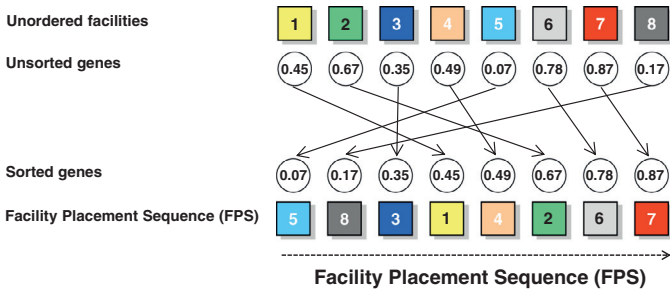 Unordered facilities 1 2 3 4 5 6 7 8
Unsorted genes 0.45 0.67 0.35 0.49 0.07 0.78 0.87 0.17
Sorted genes 0.07 0.17 0.35 0.45 0.49 0.67 0.78 0.87
Facility Placement Sequence (FPS) 5 8 3 1 4 2 6 7
Facility Placement Sequence (FPS)